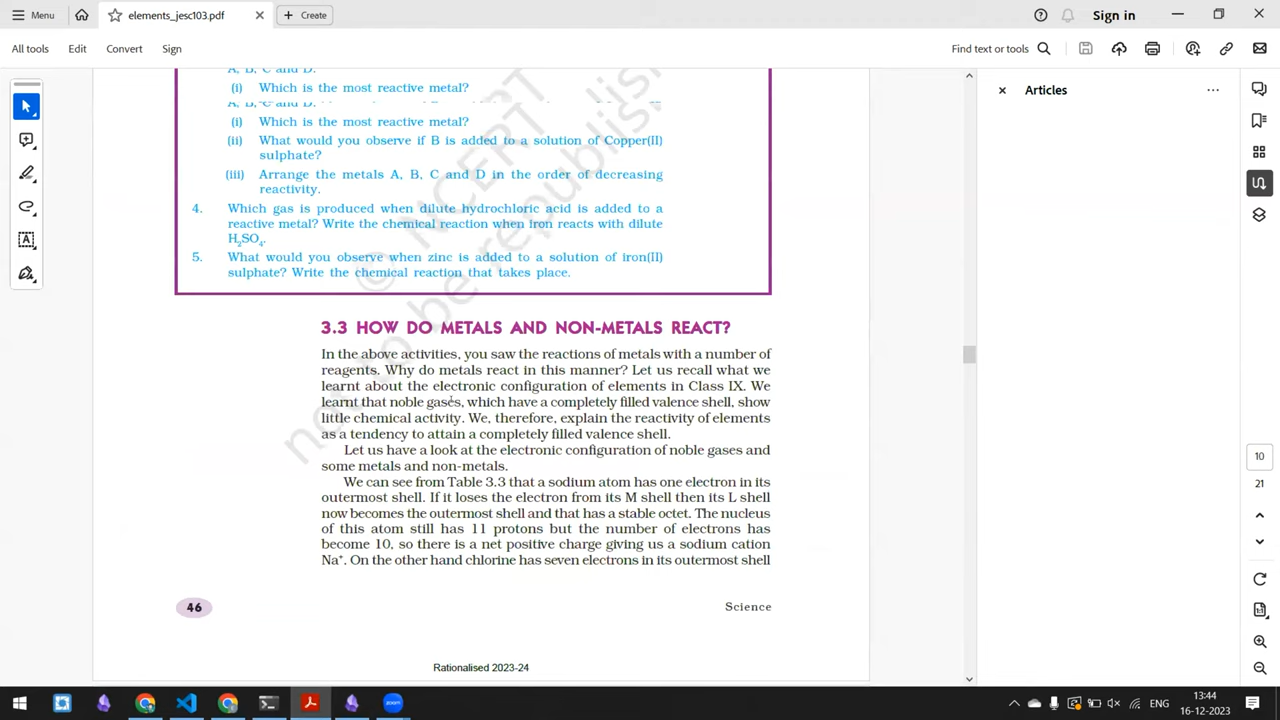 Menu
elements_jesc103.pdf
Create
Sign in
All tools
Edit
Convert
Sign
Find text or tools
A, B, C and D.
(i) Which is the most reactive metal?
A, B, C and D.
(i) Which is the most reactive metal?
(ii) What would you observe if B is added to a solution of Copper(II)
sulphate?
(iii) Arrange the metals A, B, C and D in the order of decreasing
reactivity.
4. Which gas is produced when dilute hydrochloric acid is added to a
reactive metal? Write the chemical reaction when iron reacts with dilute
H2SO4.
5. What would you observe when zinc is added to a solution of iron(II)
sulphate? Write the chemical reaction that takes place.
3.3 HOW DO METALS AND NON-METALS REACT?
In the above activities, you saw the reactions of metals with a number of
reagents. Why do metals react in this manner? Let us recall what we
learnt about the electronic configuration of elements in Class IX. We
learnt that noble gases, which have a completely filled valence shell, show
little chemical activity. We, therefore, explain the reactivity of elements
as a tendency to attain a completely filled valence shell.
Let us have a look at the electronic configuration of noble gases and
some metals and non-metals.
We can see from Table 3.3 that a sodium atom has one electron in its
outermost shell. If it loses the electron from its M shell then its L shell
now becomes the outermost shell and that has a stable octet. The nucleus
of this atom still has 11 protons but the number of electrons has
become 10, so there is a net positive charge giving us a sodium cation
Na+. On the other hand chlorine has seven electrons in its outermost shell
46
Science
Rationalised 2023-24
© NCERT
not to be republis
Articles
10
21
zoom
ENG
13:44
16-12-2023